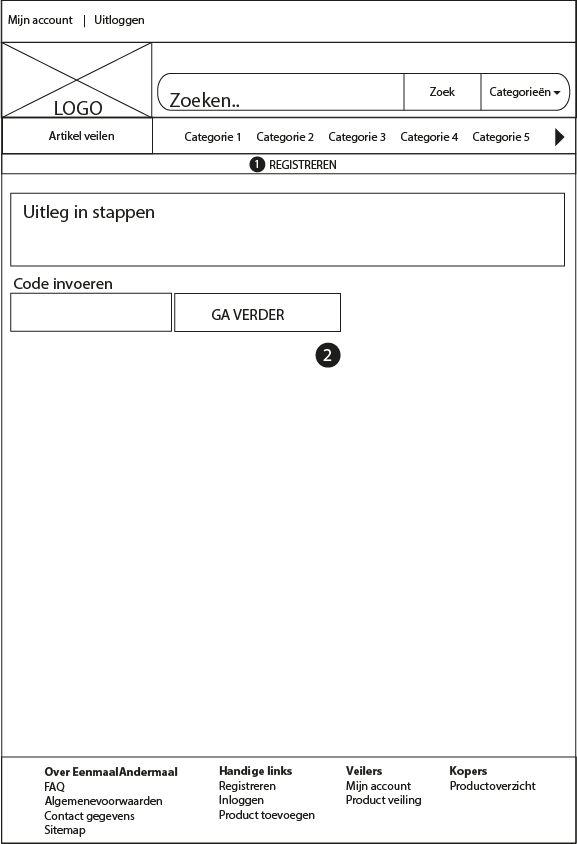 Mijn account | Uitloggen
LOGO
Zoeken..
Zoek
Categorieën
Artikel veilen
Categorie 1 Categorie 2 Categorie 3 Categorie 4 Categorie 5
1 REGISTREREN
Uitleg in stappen
Code invoeren
GA VERDER
2
Over EenmaalAndermaal
FAQ
Algemenevoorwaarden
Contact gegevens
Sitemap
Handige links
Registreren
Inloggen
Product toevoegen
Veilers
Mijn account
Product veiling
Kopers
Productoverzicht